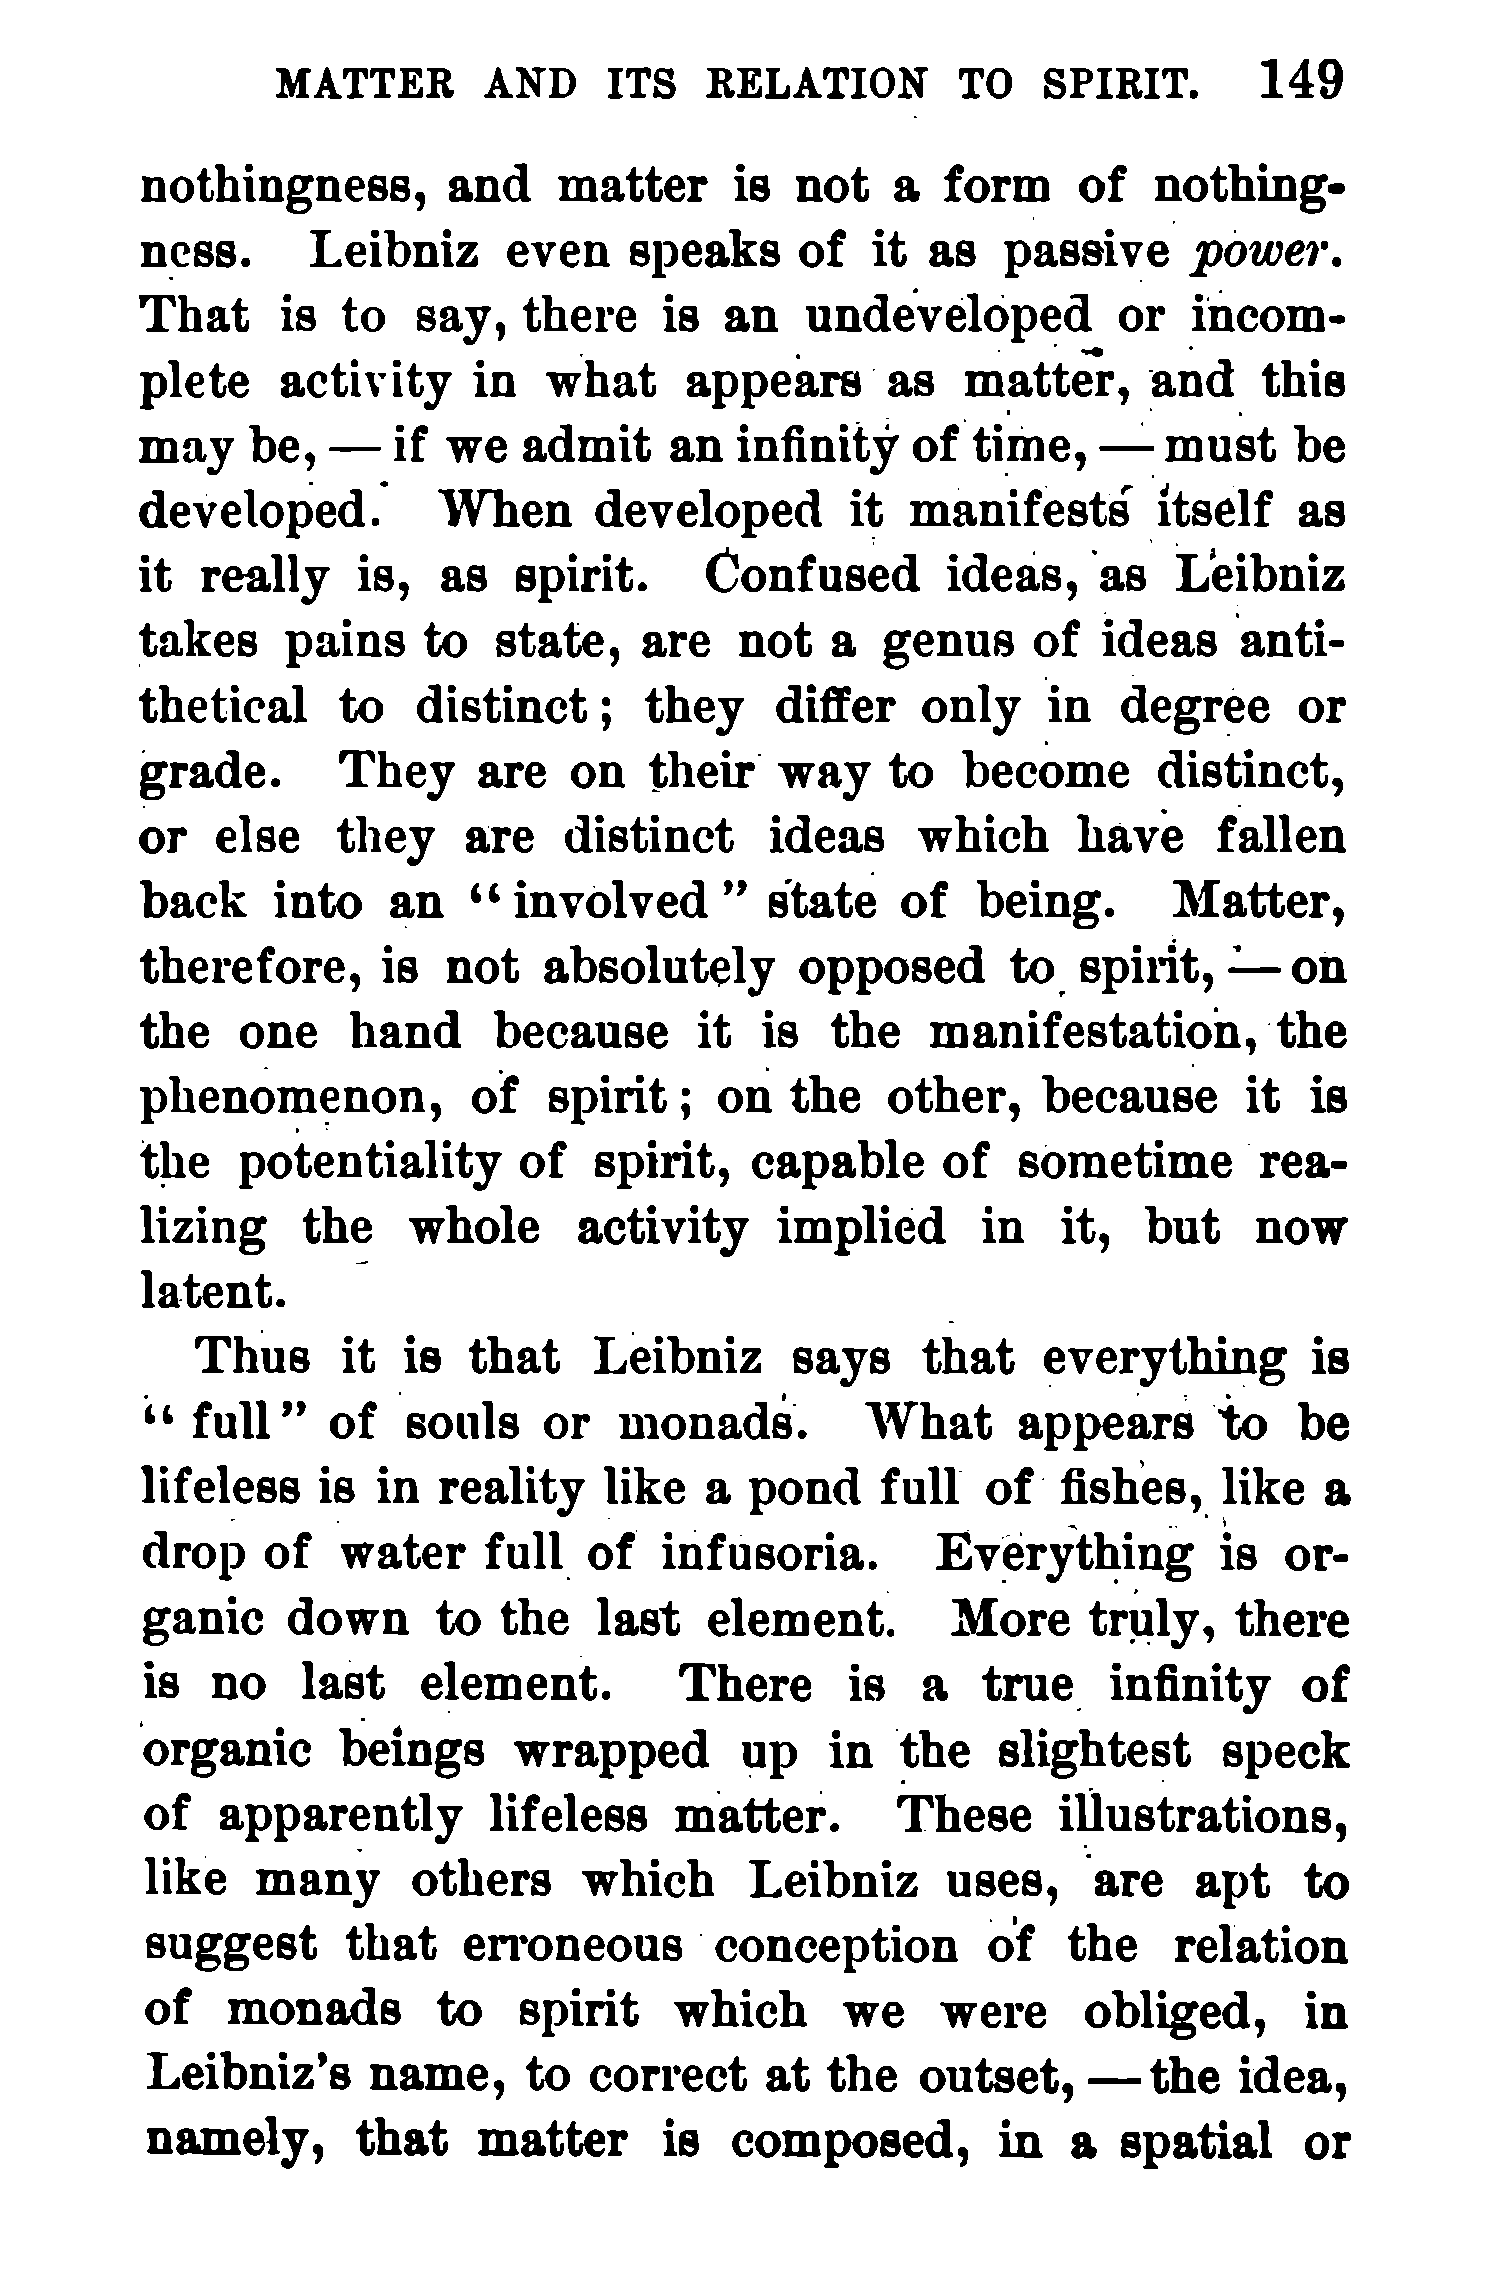 MATTER AND ITS RELATION TO SPIRIT. 149
nothingness, and matter is not a form of nothing-
ness. Leibniz even speaks of it as passive power.
That is to say, there is an undeveloped or incom-
plete activity in what appears as matter, and this
may be, — if we admit an infinity of time, — must be
developed. When developed it manifests itself as
it really is, as spirit. Confused ideas, as Leibniz
takes pains to state, are not a genus of ideas anti-
thetical to distinct; they differ only in degree or
grade. They are on their way to become distinct,
or else they are distinct ideas which have fallen
back into an “involved” state of being. Matter,
therefore, is not absolutely opposed to spirit, — on
the one hand because it is the manifestation, the
phenomenon, of spirit; on the other, because it is
the potentiality of spirit, capable of sometime rea-
lizing the whole activity implied in it, but now
latent.
Thus it is that Leibniz says that everything is
“full” of souls or monads. What appears to be
lifeless is in reality like a pond full of fishes, like a
drop of water full of infusoria. Everything is or-
ganic down to the last element. More truly, there
is no last element. There is a true infinity of
organic beings wrapped up in the slightest speck
of apparently lifeless matter. These illustrations,
like many others which Leibniz uses, are apt to
suggest that erroneous conception of the relation
of monads to spirit which we were obliged, in
Leibniz's name, to correct at the outset, — the idea,
namely, that matter is composed, in a spatial or